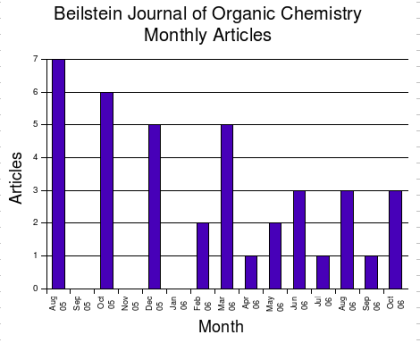 Beilstein Journal of Organic Chemistry
Monthly Articles
Articles
7
6
5
4
3
2
1
0
Aug 05
Sep 05
Oct 05
Nov 05
Dec 05
Jan 06
Feb 06
Mar 06
Apr 06
May 06
Jun 06
Jul 06
Aug 06
Sep 06
Oct 06
Month